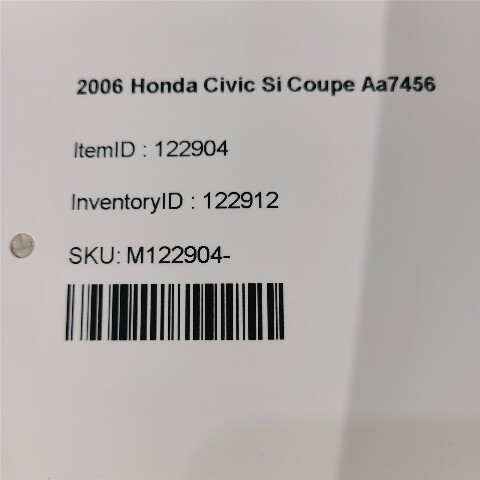 2006 Honda Civic Si Coupe Aa7456
ItemID : 122904
InventoryID : 122912
SKU: M122904-